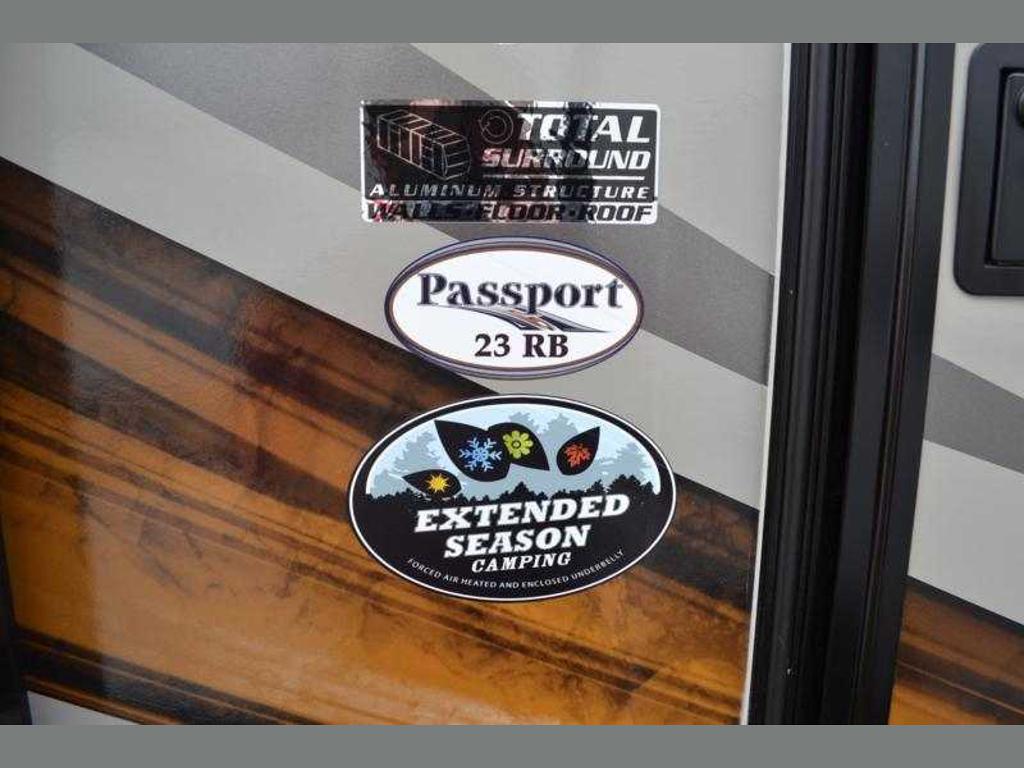 TOTAL
SURROUND
ALUMINUM STRUCTURE
WALLS·FLOOR·ROOF
Passport
23 RB
EXTENDED
SEASON
CAMPING
FORCED AIR HEATED AND ENCLOSED UNDERBELLY